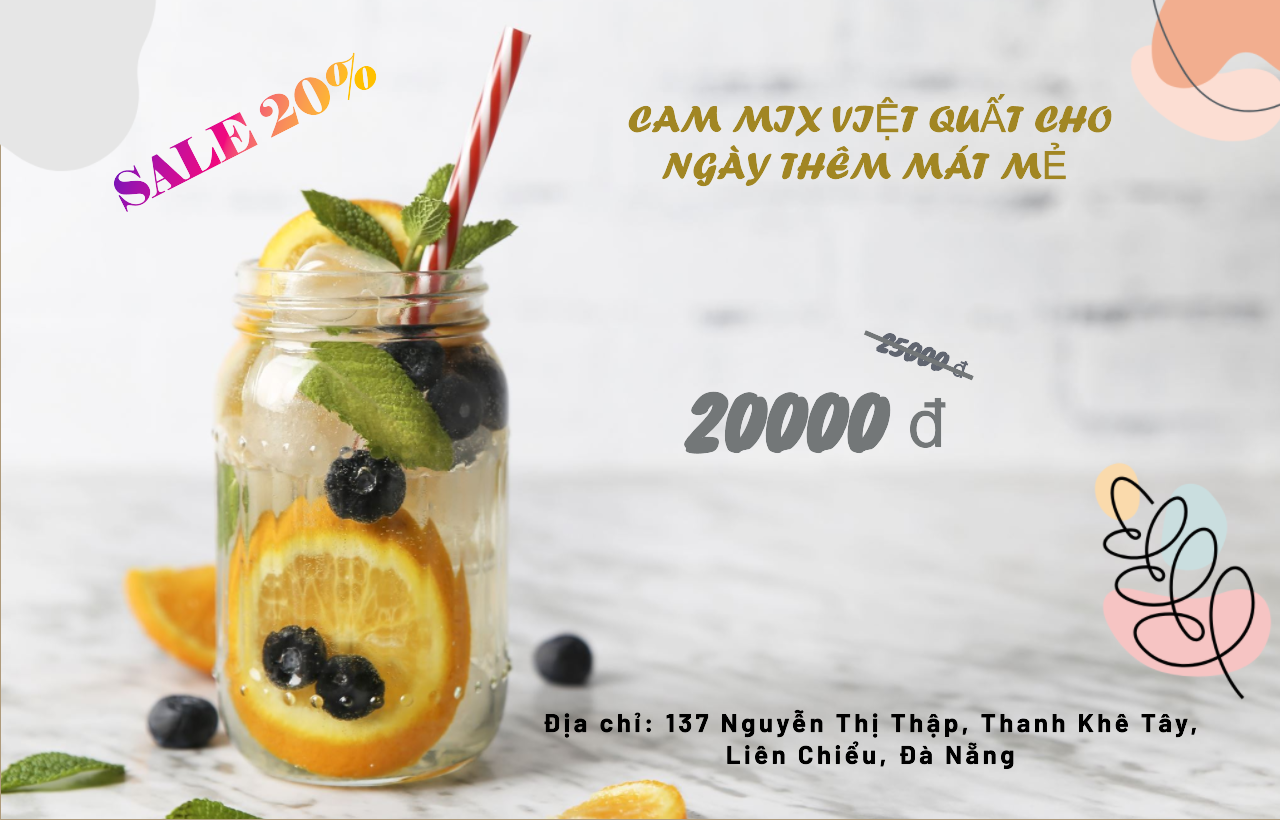 SALE 20%
CAM MIX VIỆT QUẤT CHO
NGÀY THÊM MÁT MẺ
25000 đ
20000 đ
Địa chỉ: 137 Nguyễn Thị Thập, Thanh Khê Tây,
Liên Chiểu, Đà Nẵng